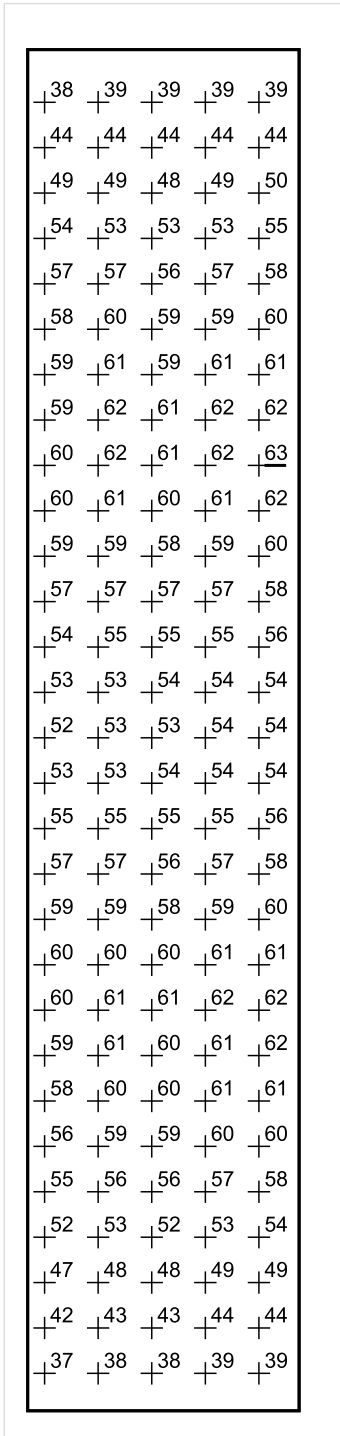 38 39 39 39 39
44 44 44 44 44
49 49 48 49 50
54 53 53 53 55
57 57 56 57 58
58 60 59 59 60
59 61 59 61 61
59 62 61 62 62
60 62 61 62 63
60 61 60 61 62
59 59 58 59 60
57 57 57 57 58
54 55 55 55 56
53 53 54 54 54
52 53 53 54 54
53 53 54 54 54
55 55 55 55 56
57 57 56 57 58
59 59 58 59 60
60 60 60 61 61
60 61 61 62 62
59 61 60 61 62
58 60 60 61 61
56 59 59 60 60
55 56 56 57 58
52 53 52 53 54
47 48 48 49 49
42 43 43 44 44
37 38 38 39 39